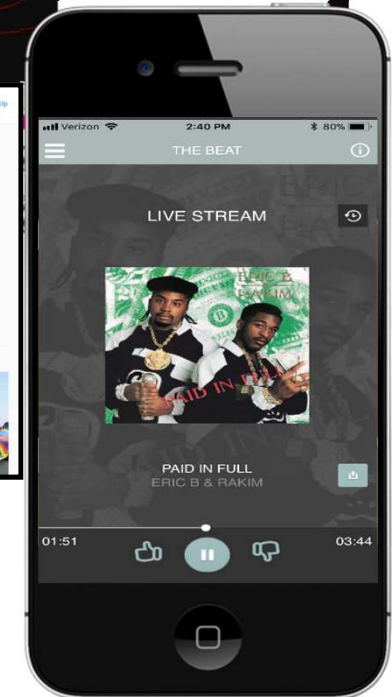 Up
Verizon 2:40 PM 80%
THE BEAT
LIVE STREAM
ERIC B
RAKIM
PAID IN FULL
PAID IN FULL
ERIC B & RAKIM
01:51 03:44